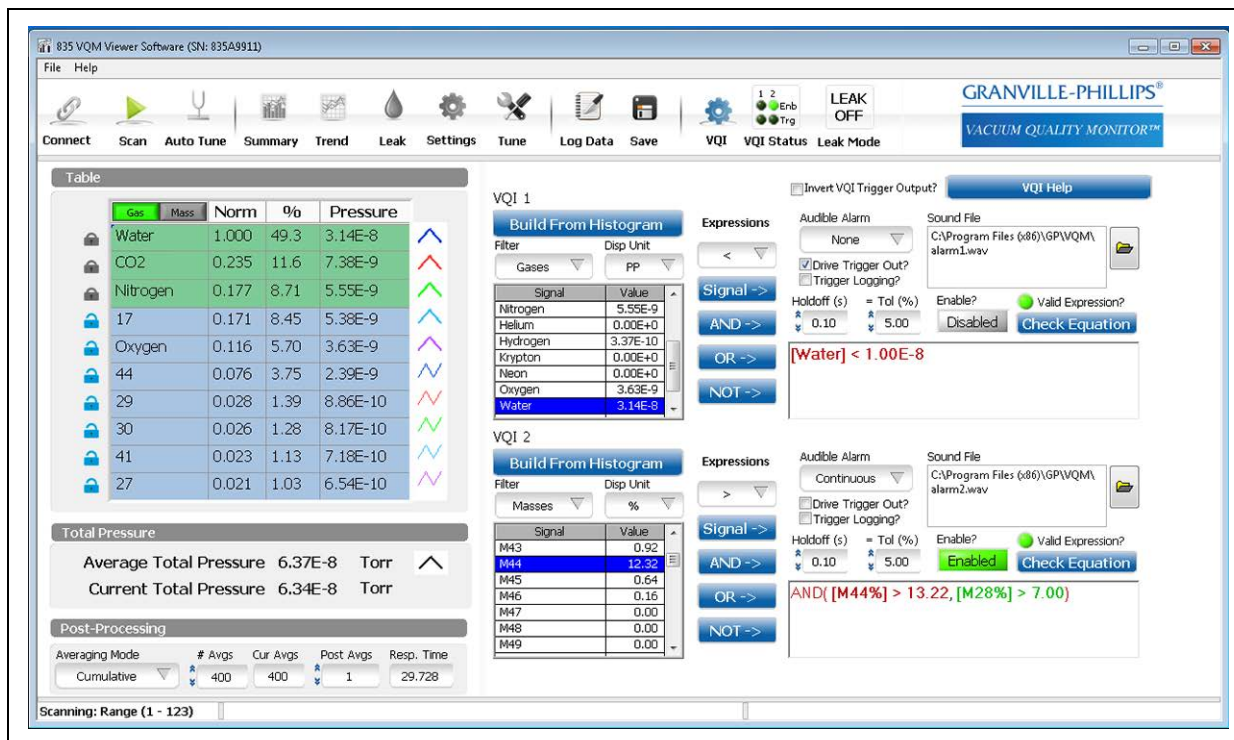 835 VQM Viewer Software (SN: 835A9911)
File Help
Connect Scan Auto Tune Summary Trend Leak Settings Tune Log Data Save VQI VQI Status Leak Mode
1 2
Enb
Trg
LEAK
OFF
GRANVILLE-PHILLIPS®
VACUUM QUALITY MONITOR™
Table
Gas Mass Norm % Pressure
Water 1.000 49.3 3.14E-8
CO2 0.235 11.6 7.38E-9
Nitrogen 0.177 8.71 5.55E-9
17 0.171 8.45 5.38E-9
Oxygen 0.116 5.70 3.63E-9
44 0.076 3.75 2.39E-9
29 0.028 1.39 8.86E-10
30 0.026 1.28 8.17E-10
41 0.023 1.13 7.18E-10
27 0.021 1.03 6.54E-10
Total Pressure
Average Total Pressure 6.37E-8 Torr
Current Total Pressure 6.34E-8 Torr
Post-Processing
Averaging Mode # Avgs Cur Avgs Post Avgs Resp. Time
Cumulative 400 400 1 29.728
Scanning: Range (1 - 123)
VQI 1
Build From Histogram
Filter Disp Unit
Gases PP
Signal Value
Nitrogen 5.55E-9
Helium 0.00E+0
Hydrogen 3.37E-10
Krypton 0.00E+0
Neon 0.00E+0
Oxygen 3.63E-9
Water 3.14E-8
Expressions
<
Signal ->
AND ->
OR ->
NOT ->
Invert VQI Trigger Output? VQI Help
Audible Alarm Sound File
None
C:\Program Files (x86)\GP\VQM\
alarm1.wav
Drive Trigger Out?
Trigger Logging?
Holdoff (s) = Tol (%) Enable? Valid Expression?
0.10 5.00 Disabled Check Equation
[Water] < 1.00E-8
VQI 2
Build From Histogram
Filter Disp Unit
Masses %
Signal Value
M43 0.92
M44 12.32
M45 0.64
M46 0.16
M47 0.00
M48 0.00
M49 0.00
Expressions
>
Signal ->
AND ->
OR ->
NOT ->
Audible Alarm Sound File
Continuous
C:\Program Files (x86)\GP\VQM\
alarm2.wav
Drive Trigger Out?
Trigger Logging?
Holdoff (s) = Tol (%) Enable? Valid Expression?
0.10 5.00 Enabled Check Equation
AND( [M44%] > 13.22, [M28%] > 7.00)